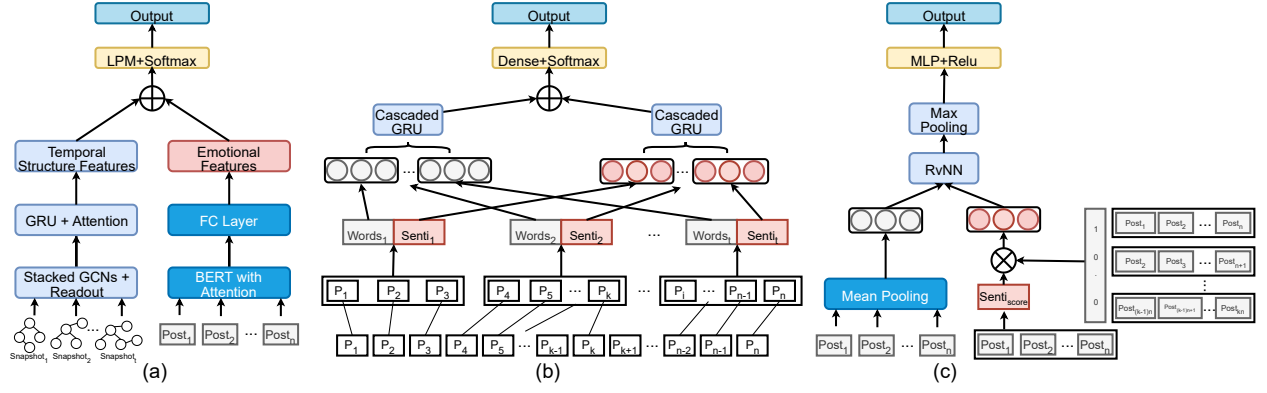 Output
LPM+Softmax
Temporal
Structure Features
Emotional
Features
GRU + Attention
FC Layer
Stacked GCNs +
Readout
BERT with
Attention
Snapshot1
Snapshot2
...
Snapshott
Post1
Post2
...
Postn
(a)
Output
Dense+Softmax
Cascaded
GRU
Cascaded
GRU
...
...
Words1
Senti1
Words2
Senti2
...
Wordst
Sentit
P1
P2
P3
P4
P5
...
Pk
...
Pi
...
Pn-1
Pn
P1
P2
P3
P4
P5
...
Pk-1
Pk
Pk+1
...
Pn-2
Pn-1
Pn
(b)
Output
MLP+Relu
Max
Pooling
RvNN
Mean Pooling
Sentiscore
Post1
Post2
...
Postn
Post1
Post2
...
Postn
1
0
.
0
Post1
Post2
...
Postn
Post2
Post3
...
Postn+1
...
Post(k-1)n
Post(k-1)n+1
...
Postkn
(c)